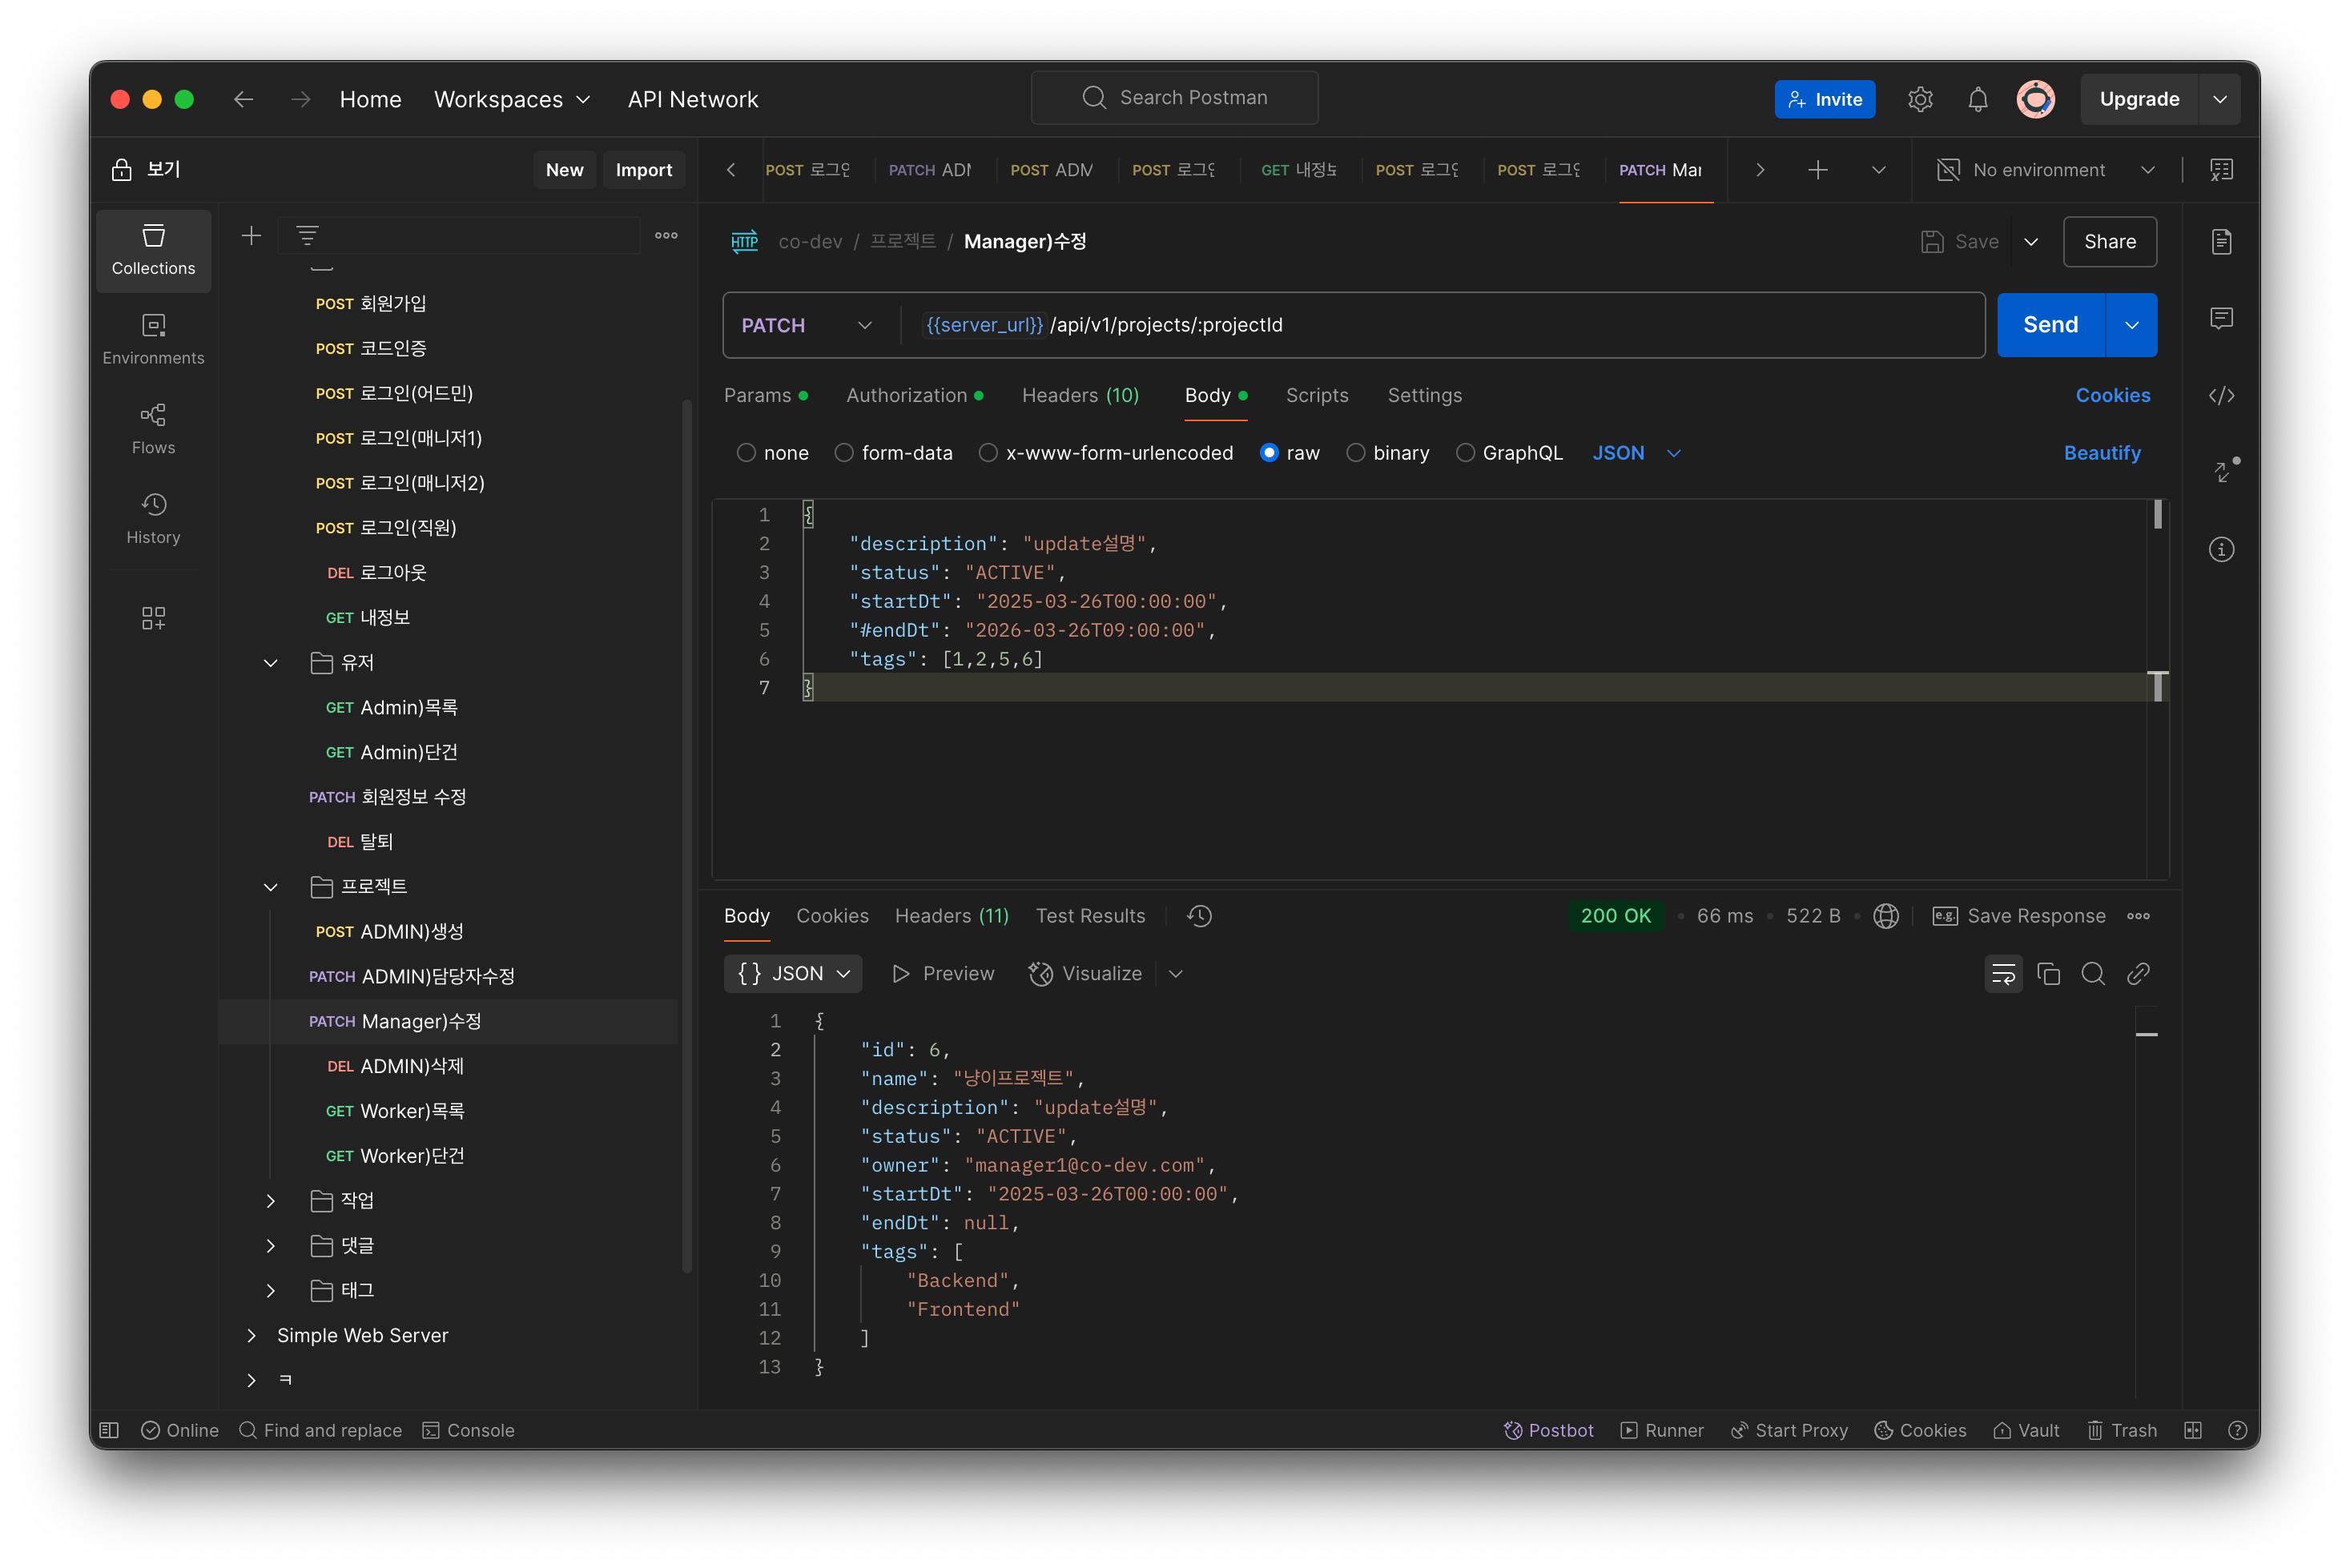 Home Workspaces API Network Search Postman Invite Upgrade
보기 New Import
POST 로그인 PATCH ADM POST ADM POST 로그인 GET 내정보 POST 로그인 POST 로그인 PATCH Mar No environment
Collections
Environments
Flows
History
POST 회원가입
POST 코드인증
POST 로그인(어드민)
POST 로그인(매니저1)
POST 로그인(매니저2)
POST 로그인(직원)
DEL 로그아웃
GET 내정보
유저
GET Admin)목록
GET Admin)단건
PATCH 회원정보 수정
DEL 탈퇴
프로젝트
POST ADMIN)생성
PATCH ADMIN)담당자수정
PATCH Manager)수정
DEL ADMIN)삭제
GET Worker)목록
GET Worker)단건
작업
댓글
태그
Simple Web Server
ㅋ
HTTP co-dev / 프로젝트 / Manager)수정 Save Share
PATCH {{server_url}} /api/v1/projects/:projectId Send
Params Authorization Headers (10) Body Scripts Settings Cookies
none form-data x-www-form-urlencoded raw binary GraphQL JSON Beautify
1 {
2 "description": "update설명",
3 "status": "ACTIVE",
4 "startDt": "2025-03-26T00:00:00",
5 "#endDt": "2026-03-26T09:00:00",
6 "tags": [1,2,5,6]
7 }
Body Cookies Headers (11) Test Results 200 OK 66 ms 522 B e.g. Save Response
{} JSON Preview Visualize
1 {
2 "id": 6,
3 "name": "냥이프로젝트",
4 "description": "update설명",
5 "status": "ACTIVE",
6 "owner": "manager1@co-dev.com",
7 "startDt": "2025-03-26T00:00:00",
8 "endDt": null,
9 "tags": [
10 "Backend",
11 "Frontend"
12 ]
13 }
Online Find and replace Console Postbot Runner Start Proxy Cookies Vault Trash